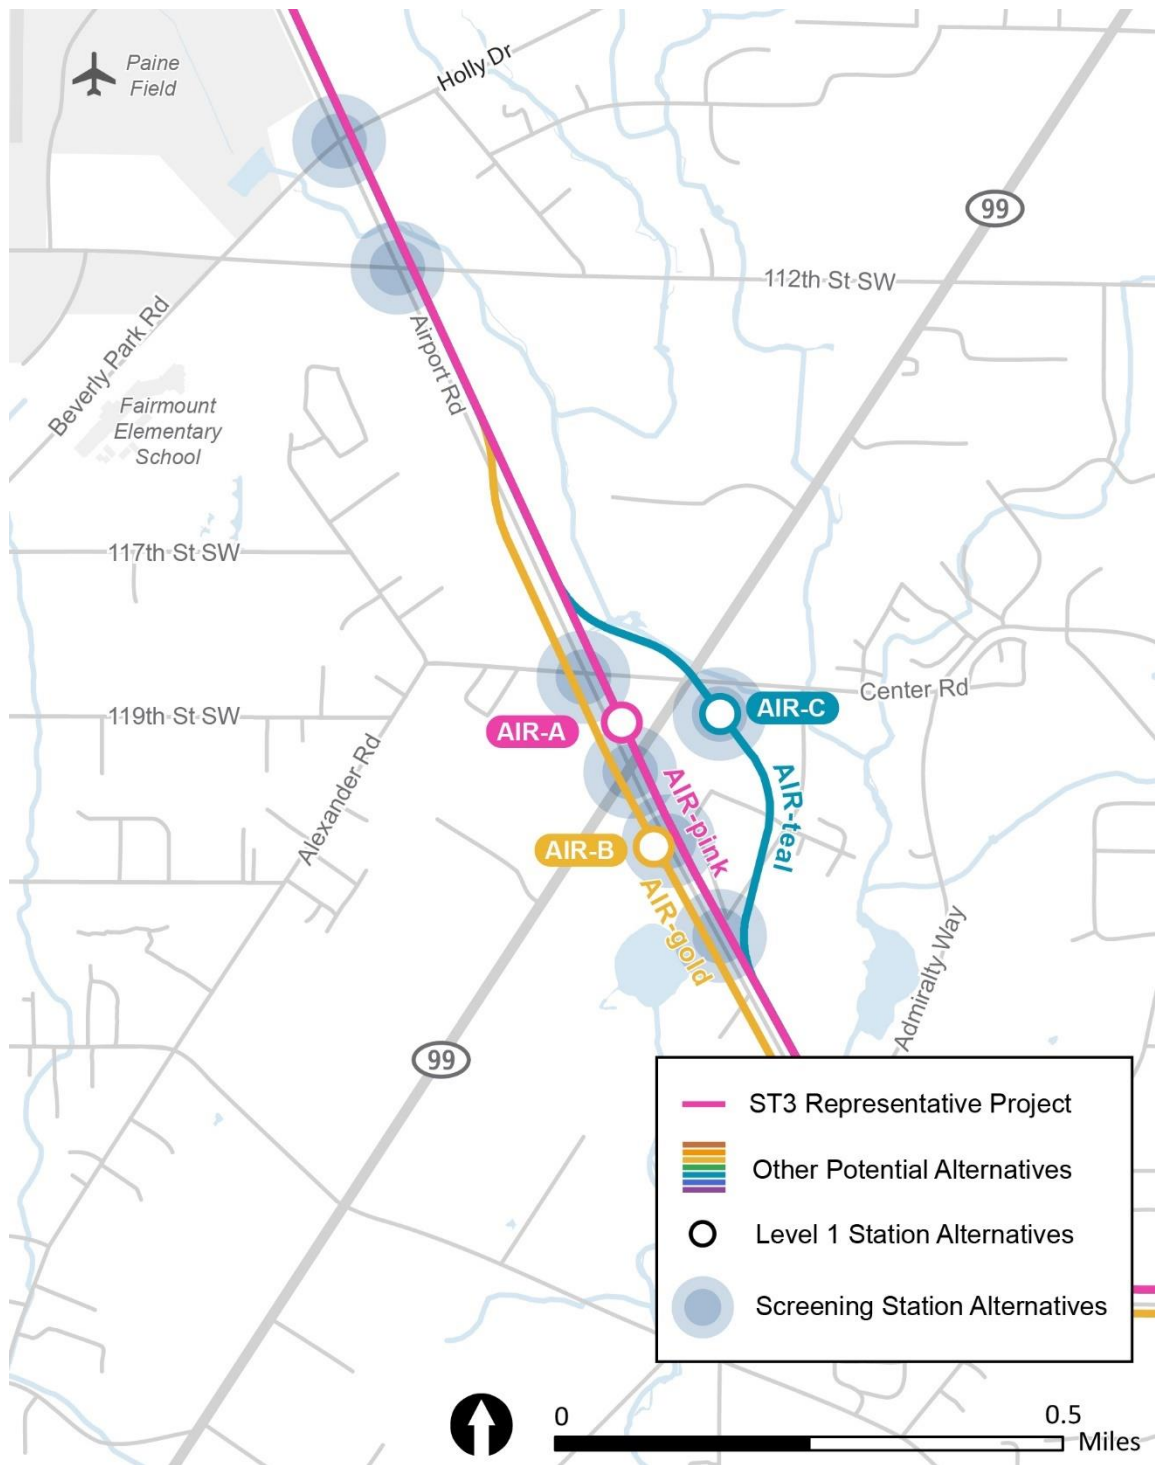 Paine
Field
Holly Dr
99
112th St SW
Beverly Park Rd
Airport Rd
Fairmount
Elementary
School
117th St SW
Center Rd
119th St SW
AIR-A
AIR-C
Alexander Rd
AIR-pink
AIR-teal
AIR-B
AIR-gold
Admiralty Way
99
ST3 Representative Project
Other Potential Alternatives
Level 1 Station Alternatives
Screening Station Alternatives
0
0.5
Miles